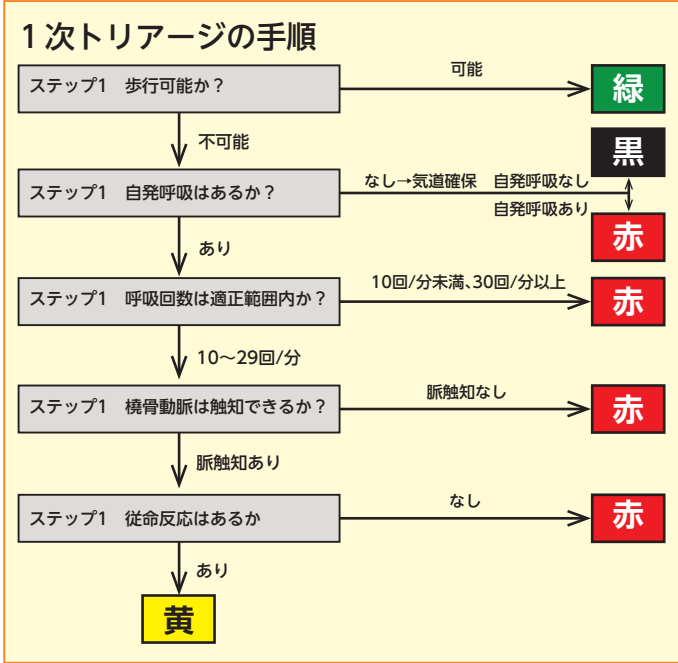 1次トリアージの手順
ステップ1 歩行可能か？
可能
緑
不可能
黒
ステップ1 自発呼吸はあるか？
なし→気道確保 自発呼吸なし
自発呼吸あり
赤
あり
ステップ1 呼吸回数は適正範囲内か？
10回/分未満、30回/分以上
赤
10〜29回/分
ステップ1 橈骨動脈は触知できるか？
脈触知なし
赤
脈触知あり
ステップ1 従命反応はあるか
なし
赤
あり
黄